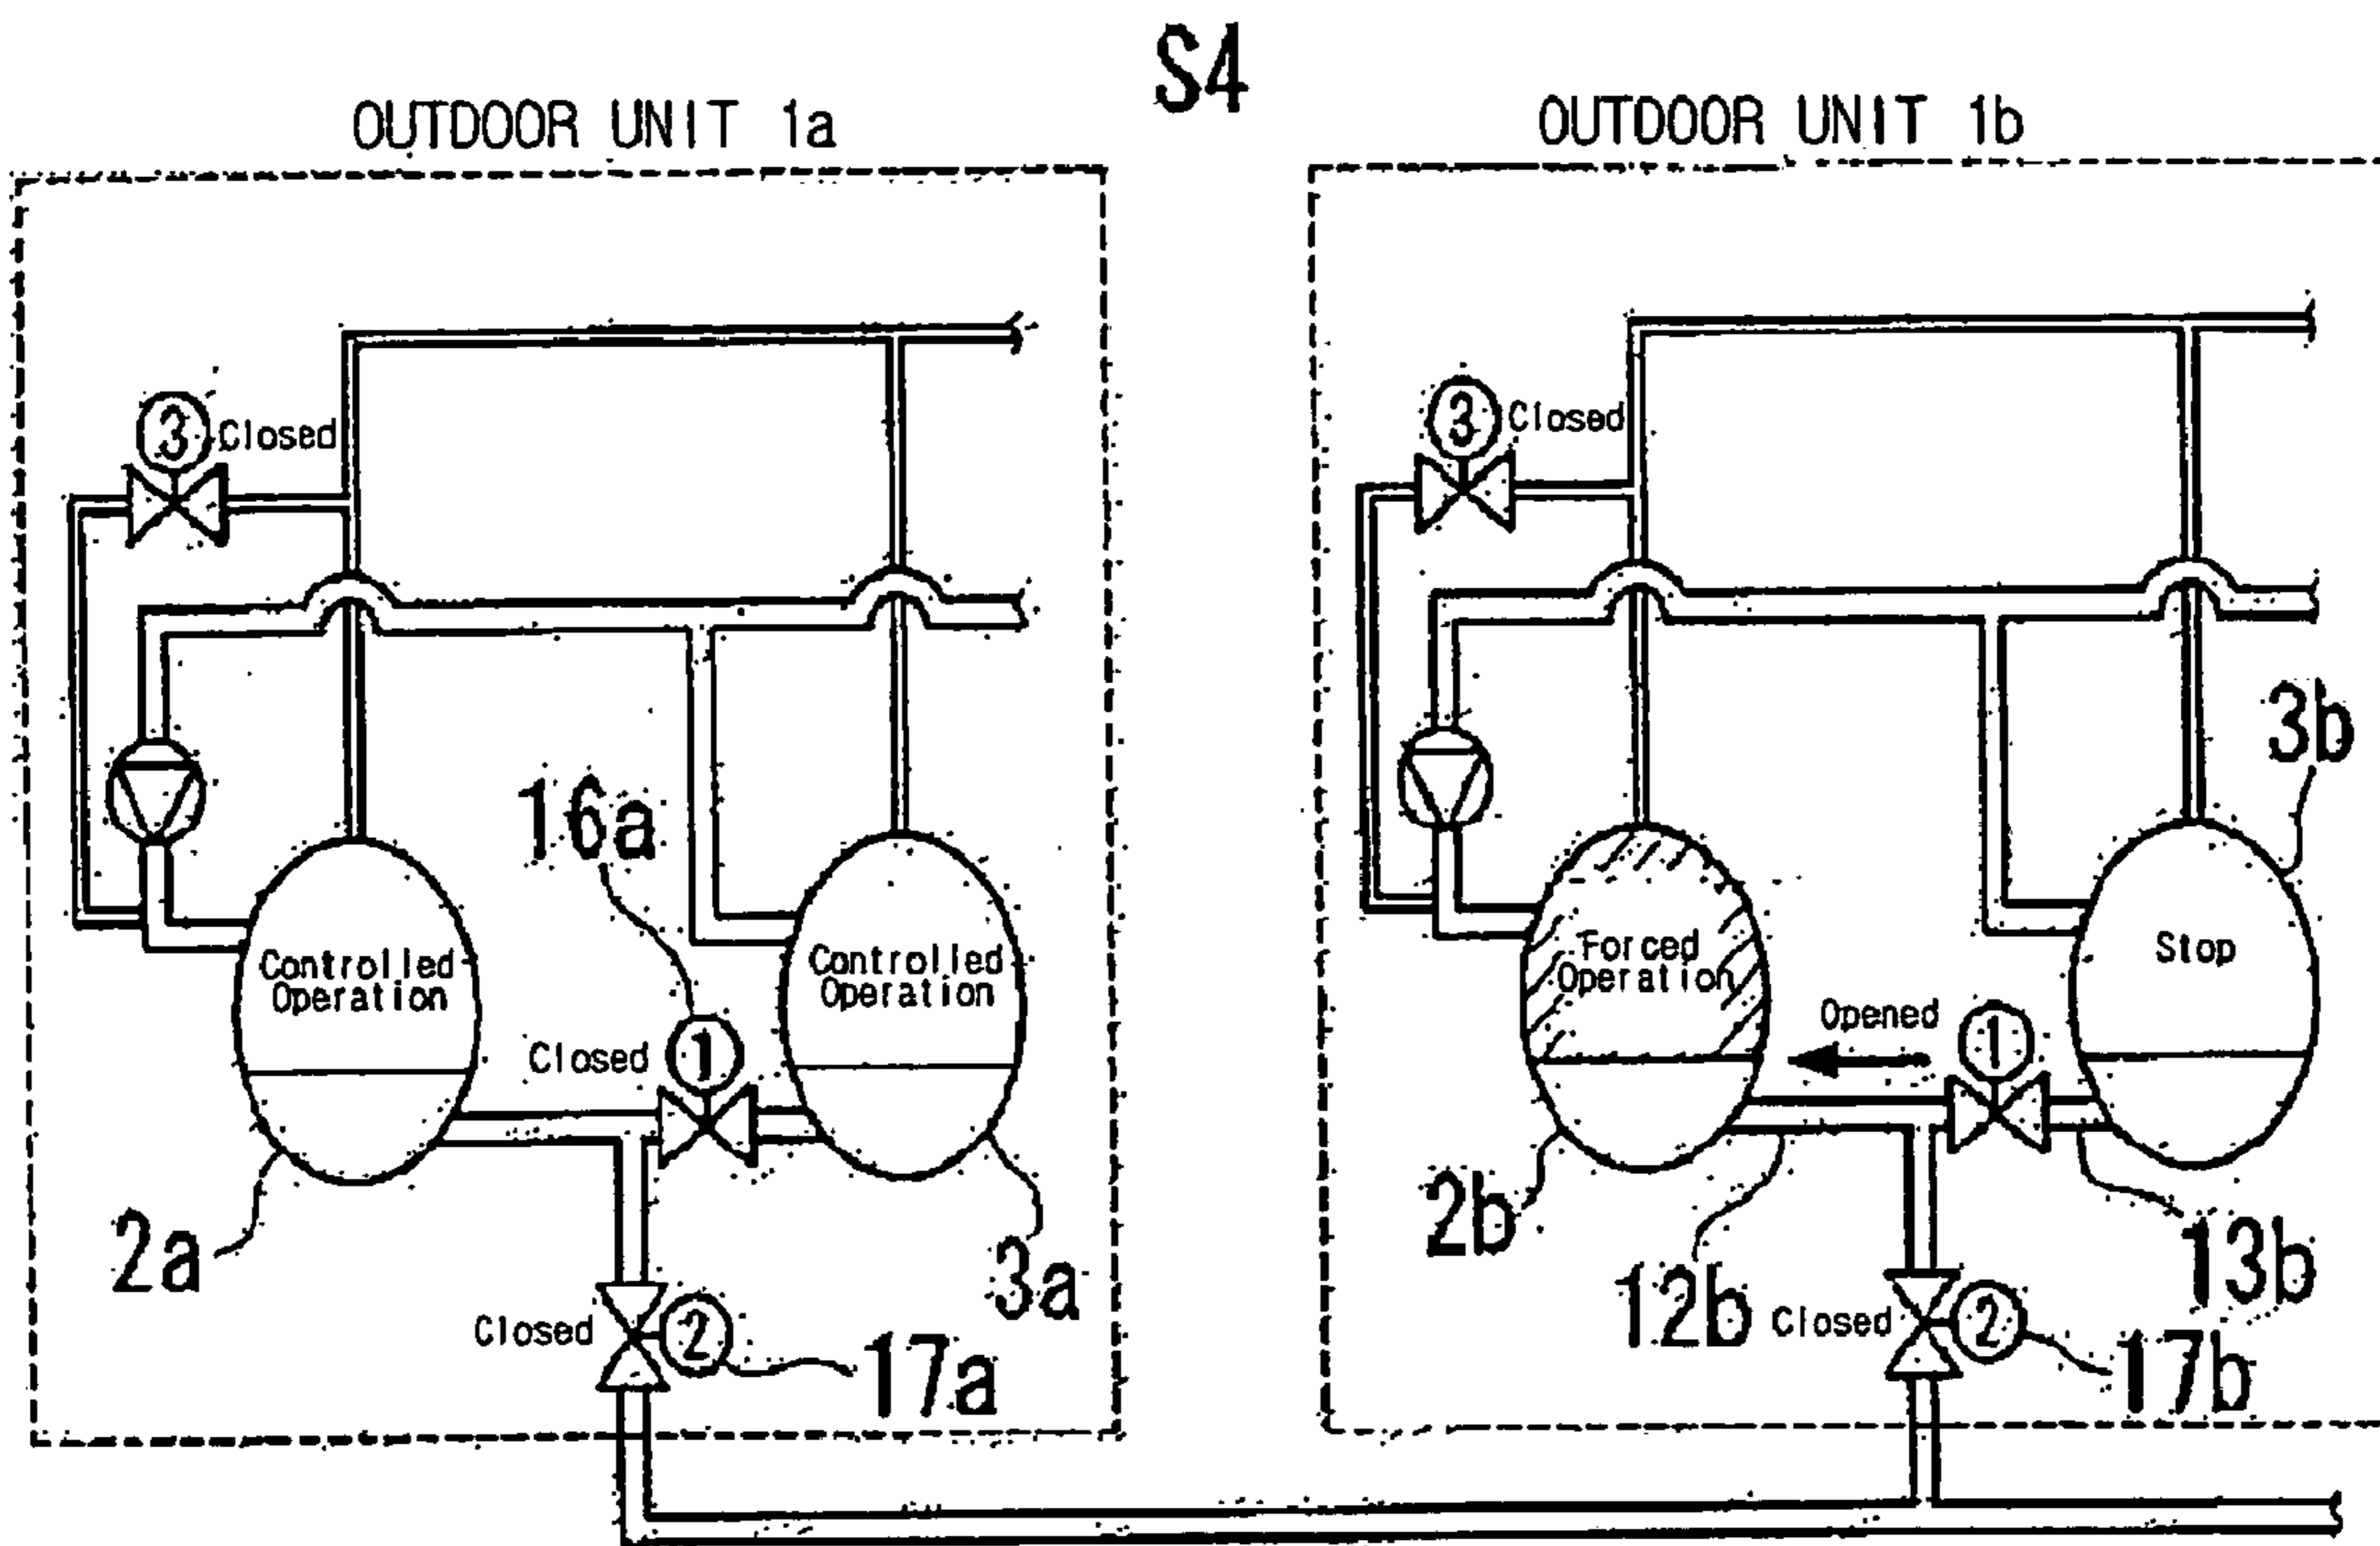 S4
OUTDOOR UNIT 1a
OUTDOOR UNIT 1b
3 Closed
3 Closed
16a
3b
Controlled
Operation
Controlled
Operation
Forced
Operation
Stop
Closed 1
Opened 1
2a
3a
2b
12b
13b
Closed 2
17a
Closed 2
17b